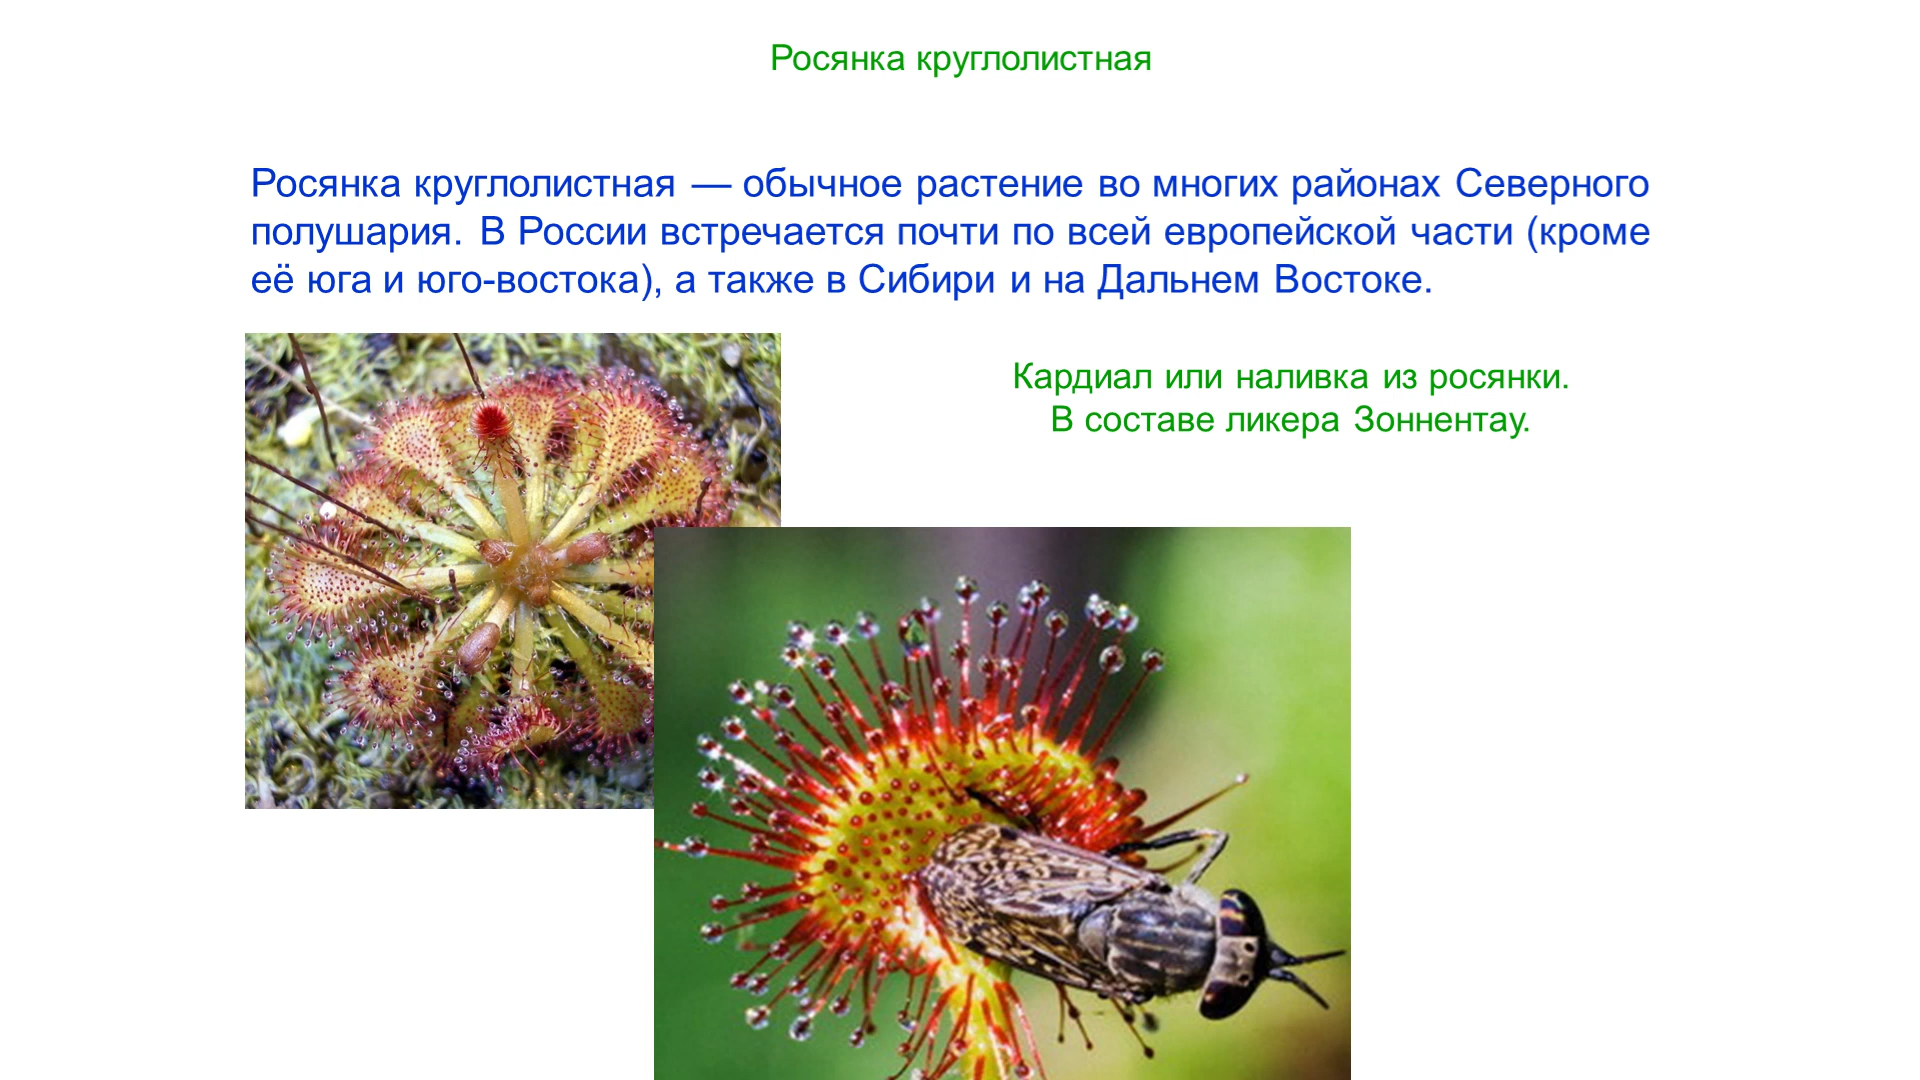 Росянка круглолистная
Росянка круглолистная — обычное растение во многих районах Северного
полушария. В России встречается почти по всей европейской части (кроме
её юга и юго-востока), а также в Сибири и на Дальнем Востоке.
Кардиал или наливка из росянки.
В составе ликера Зоннентау.